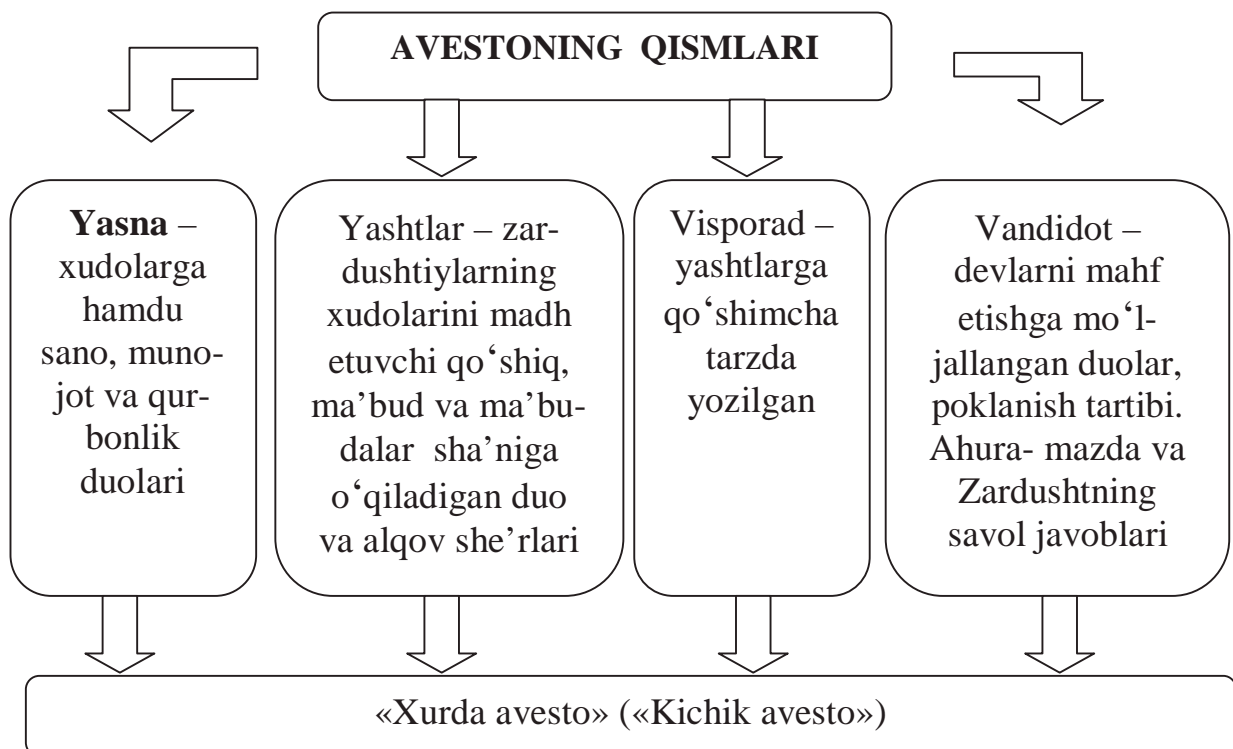 AVESTONING QISMLARI
Yasna –
xudolarga
hamdu
sano, muno-
jot va qur-
bonlik
duolari
Yashtlar – zar-
dushtiylarning
xudolarini madh
etuvchi qo‘shiq,
ma’bud va ma’bu-
dalar sha’niga
o‘qiladigan duo
va alqov she’rlari
Visporad –
yashtlarga
qo‘shimcha
tarzda
yozilgan
Vandidot –
devlarni mahf
etishga mo‘l-
jallangan duolar,
poklanish tartibi.
Ahura- mazda va
Zardushtning
savol javoblari
«Xurda avesto» («Kichik avesto»)